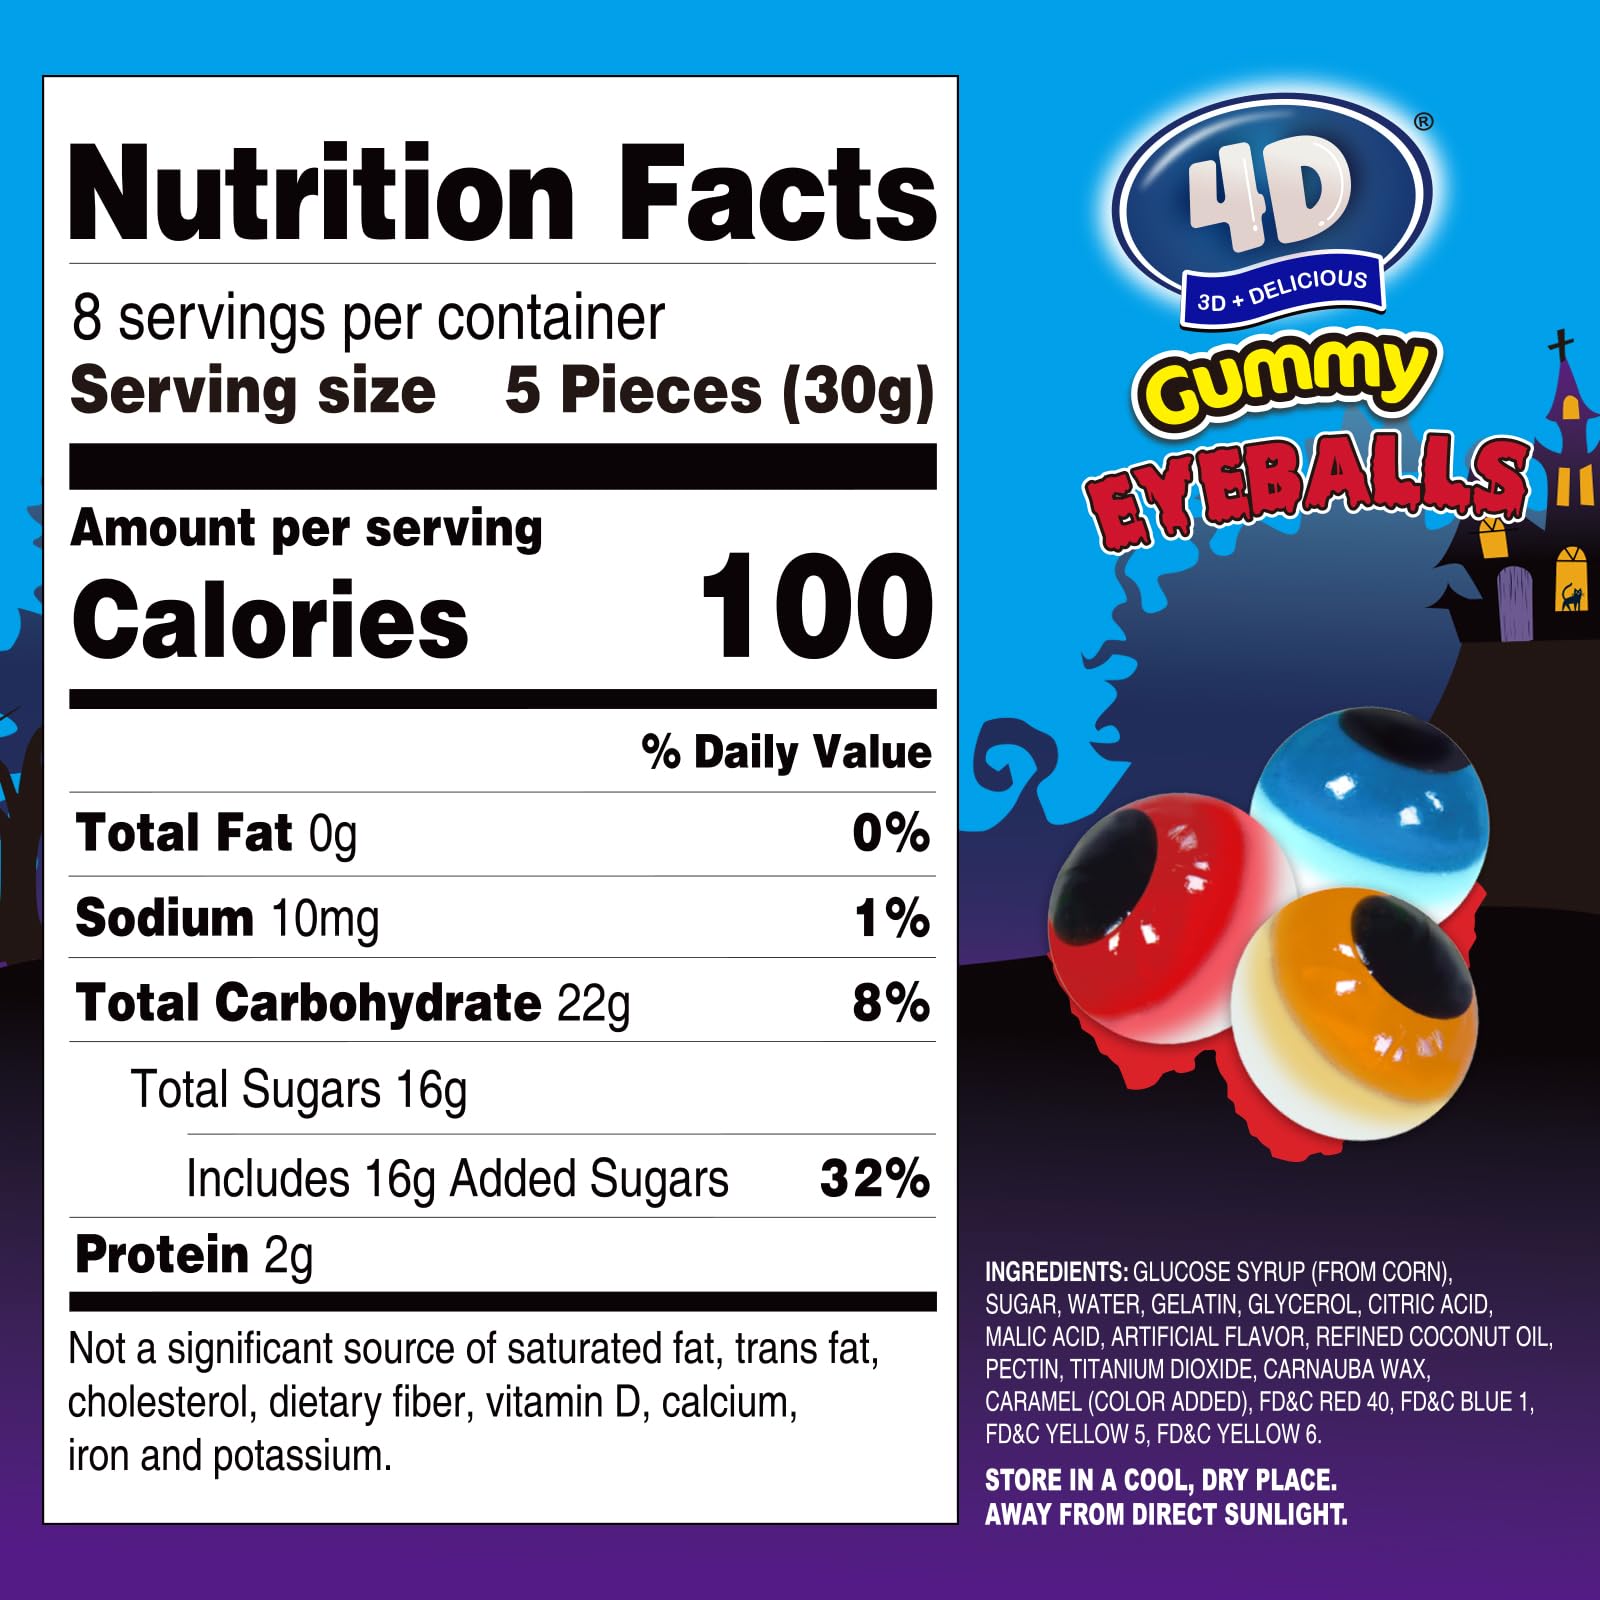 Nutrition Facts
8 servings per container
Serving size 5 Pieces (30g)
Amount per serving
Calories 100
% Daily Value
Total Fat 0g 0%
Sodium 10mg 1%
Total Carbohydrate 22g 8%
Total Sugars 16g
Includes 16g Added Sugars 32%
Protein 2g
Not a significant source of saturated fat, trans fat,
cholesterol, dietary fiber, vitamin D, calcium,
iron and potassium.
4D ®
3D + DELICIOUS
Gummy
EYEBALLS
INGREDIENTS: GLUCOSE SYRUP (FROM CORN),
SUGAR, WATER, GELATIN, GLYCEROL, CITRIC ACID,
MALIC ACID, ARTIFICIAL FLAVOR, REFINED COCONUT OIL,
PECTIN, TITANIUM DIOXIDE, CARNAUBA WAX,
CARAMEL (COLOR ADDED), FD&C RED 40, FD&C BLUE 1,
FD&C YELLOW 5, FD&C YELLOW 6.
STORE IN A COOL, DRY PLACE.
AWAY FROM DIRECT SUNLIGHT.